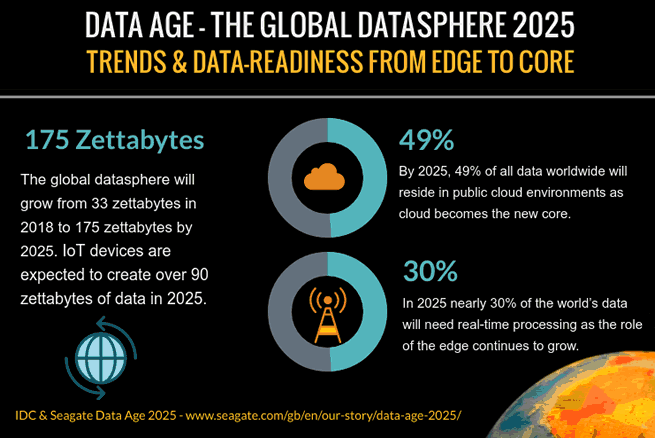 DATA AGE - THE GLOBAL DATASPHERE 2025
TRENDS & DATA-READINESS FROM EDGE TO CORE
175 Zettabytes
The global datasphere will
grow from 33 zettabytes in
2018 to 175 zettabytes by
2025. IoT devices are
expected to create over 90
zettabytes of data in 2025.
49%
By 2025, 49% of all data worldwide will
reside in public cloud environments as
cloud becomes the new core.
30%
In 2025 nearly 30% of the world's data
will need real-time processing as the role
of the edge continues to grow.
IDC & Seagate Data Age 2025 - www.seagate.com/gb/en/our-story/data-age-2025/